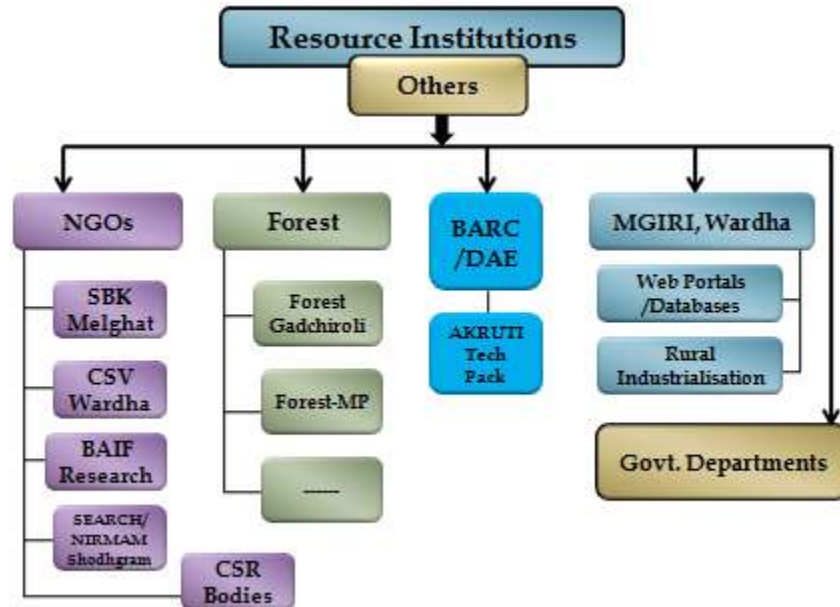 Resource Institutions
Others
NGOs
SBK
Melghat
CSV
Wardha
BAIF
Research
SEARCH/
NIRMAM
Shodhgram
CSR
Bodies
Forest
Forest
Gadchiroli
Forest-MP
------
BARC
/DAE
AKRUTI
Tech
Pack
MGIRI, Wardha
Web Portals
/Databases
Rural
Industrialisation
Govt. Departments